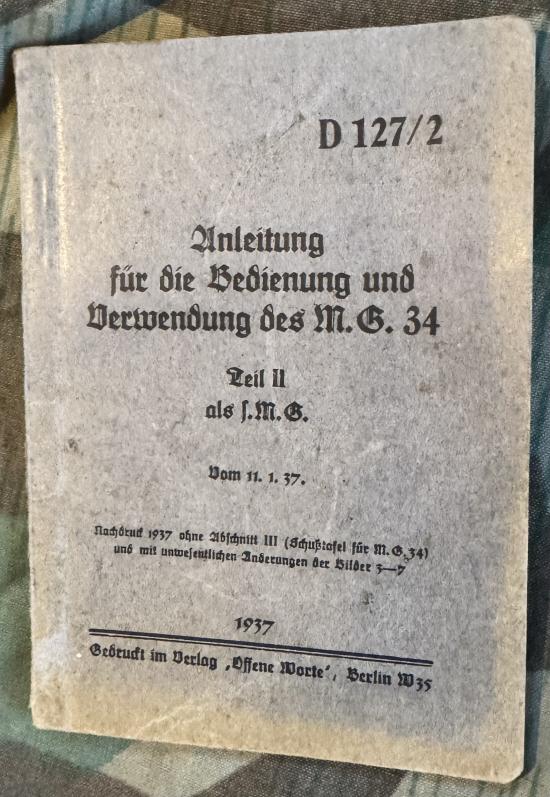 D 127/2
Anleitung
für die Bedienung und
Verwendung des M.G. 34
Teil II
als s.M.G.
Vom 11. 1. 37.
Nachdruck 1937 ohne Abschnitt III (Schußtafel für M.G. 34)
und mit unwesentlichen Änderungen der Bilder 3—7
1937
Gedruckt im Verlag „Offene Worte“, Berlin W35